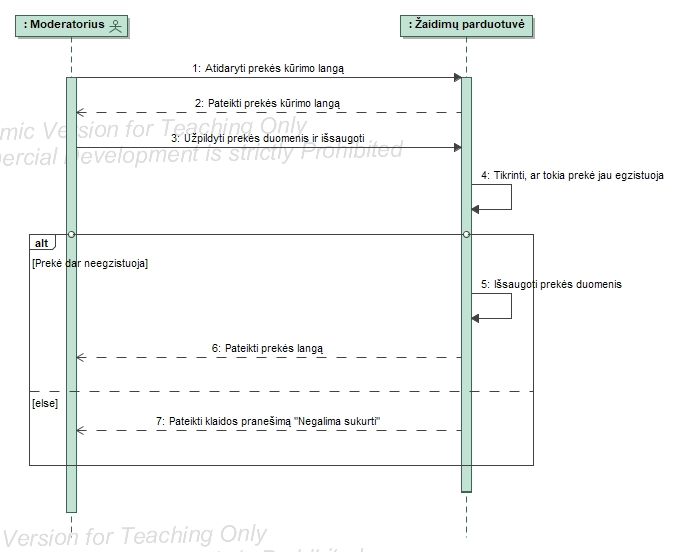 : Moderatorius
: Žaidimų parduotuvė
1: Atidaryti prekės kūrimo langą
2: Pateikti prekės kūrimo langą
mic Version for Teaching Only
3: Užpildyti prekės duomenis ir išsaugoti
ercial Development is strictly Prohibited
4: Tikrinti, ar tokia prekė jau egzistuoja
alt
[Prekė dar neegzistuoja]
5: Išsaugoti prekės duomenis
6: Pateikti prekės langą
[else]
7: Pateikti klaidos pranešimą "Negalima sukurti"
Version for Teaching Only